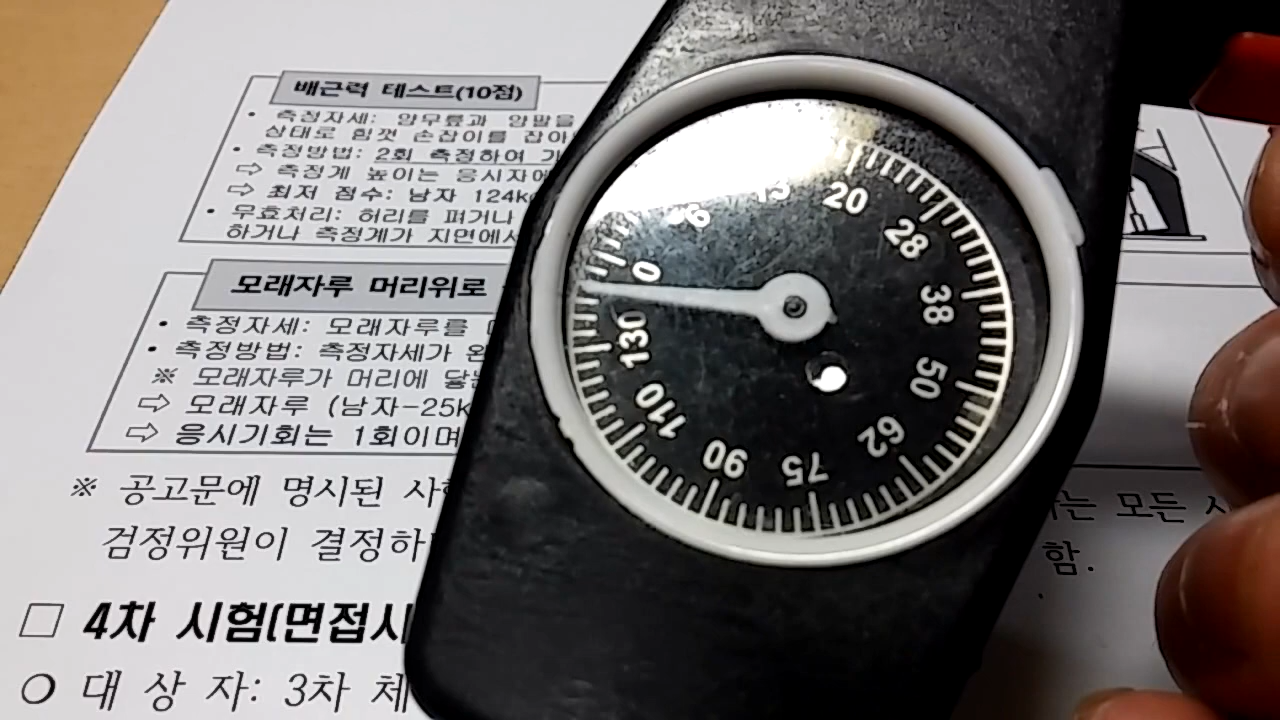 배근력 테스트(10점)
• 측정자세: 양무릎과 양팔을
상태로 힘껏 손잡이를 잡아
• 측정방법: 2회 측정하여
⇨ 측정계 높이는 응시자에
⇨ 최저 점수: 남자 124k
• 무효처리: 허리를 펴거나
하거나 측정계가 지면에서
모래자루 머리위로
• 측정자세: 모래자루를
• 측정방법: 측정자세가
※ 모래자루가 머리에
⇨ 모래자루 (남자-25k
⇨ 응시기회는 1회이며
※ 공고문에 명시된 는 모든
검정위원이 결정하 함.
□ 4차 시험(면접시
○ 대 상 자: 3차 체
0
20
28
38
50
62
75
90
110
130